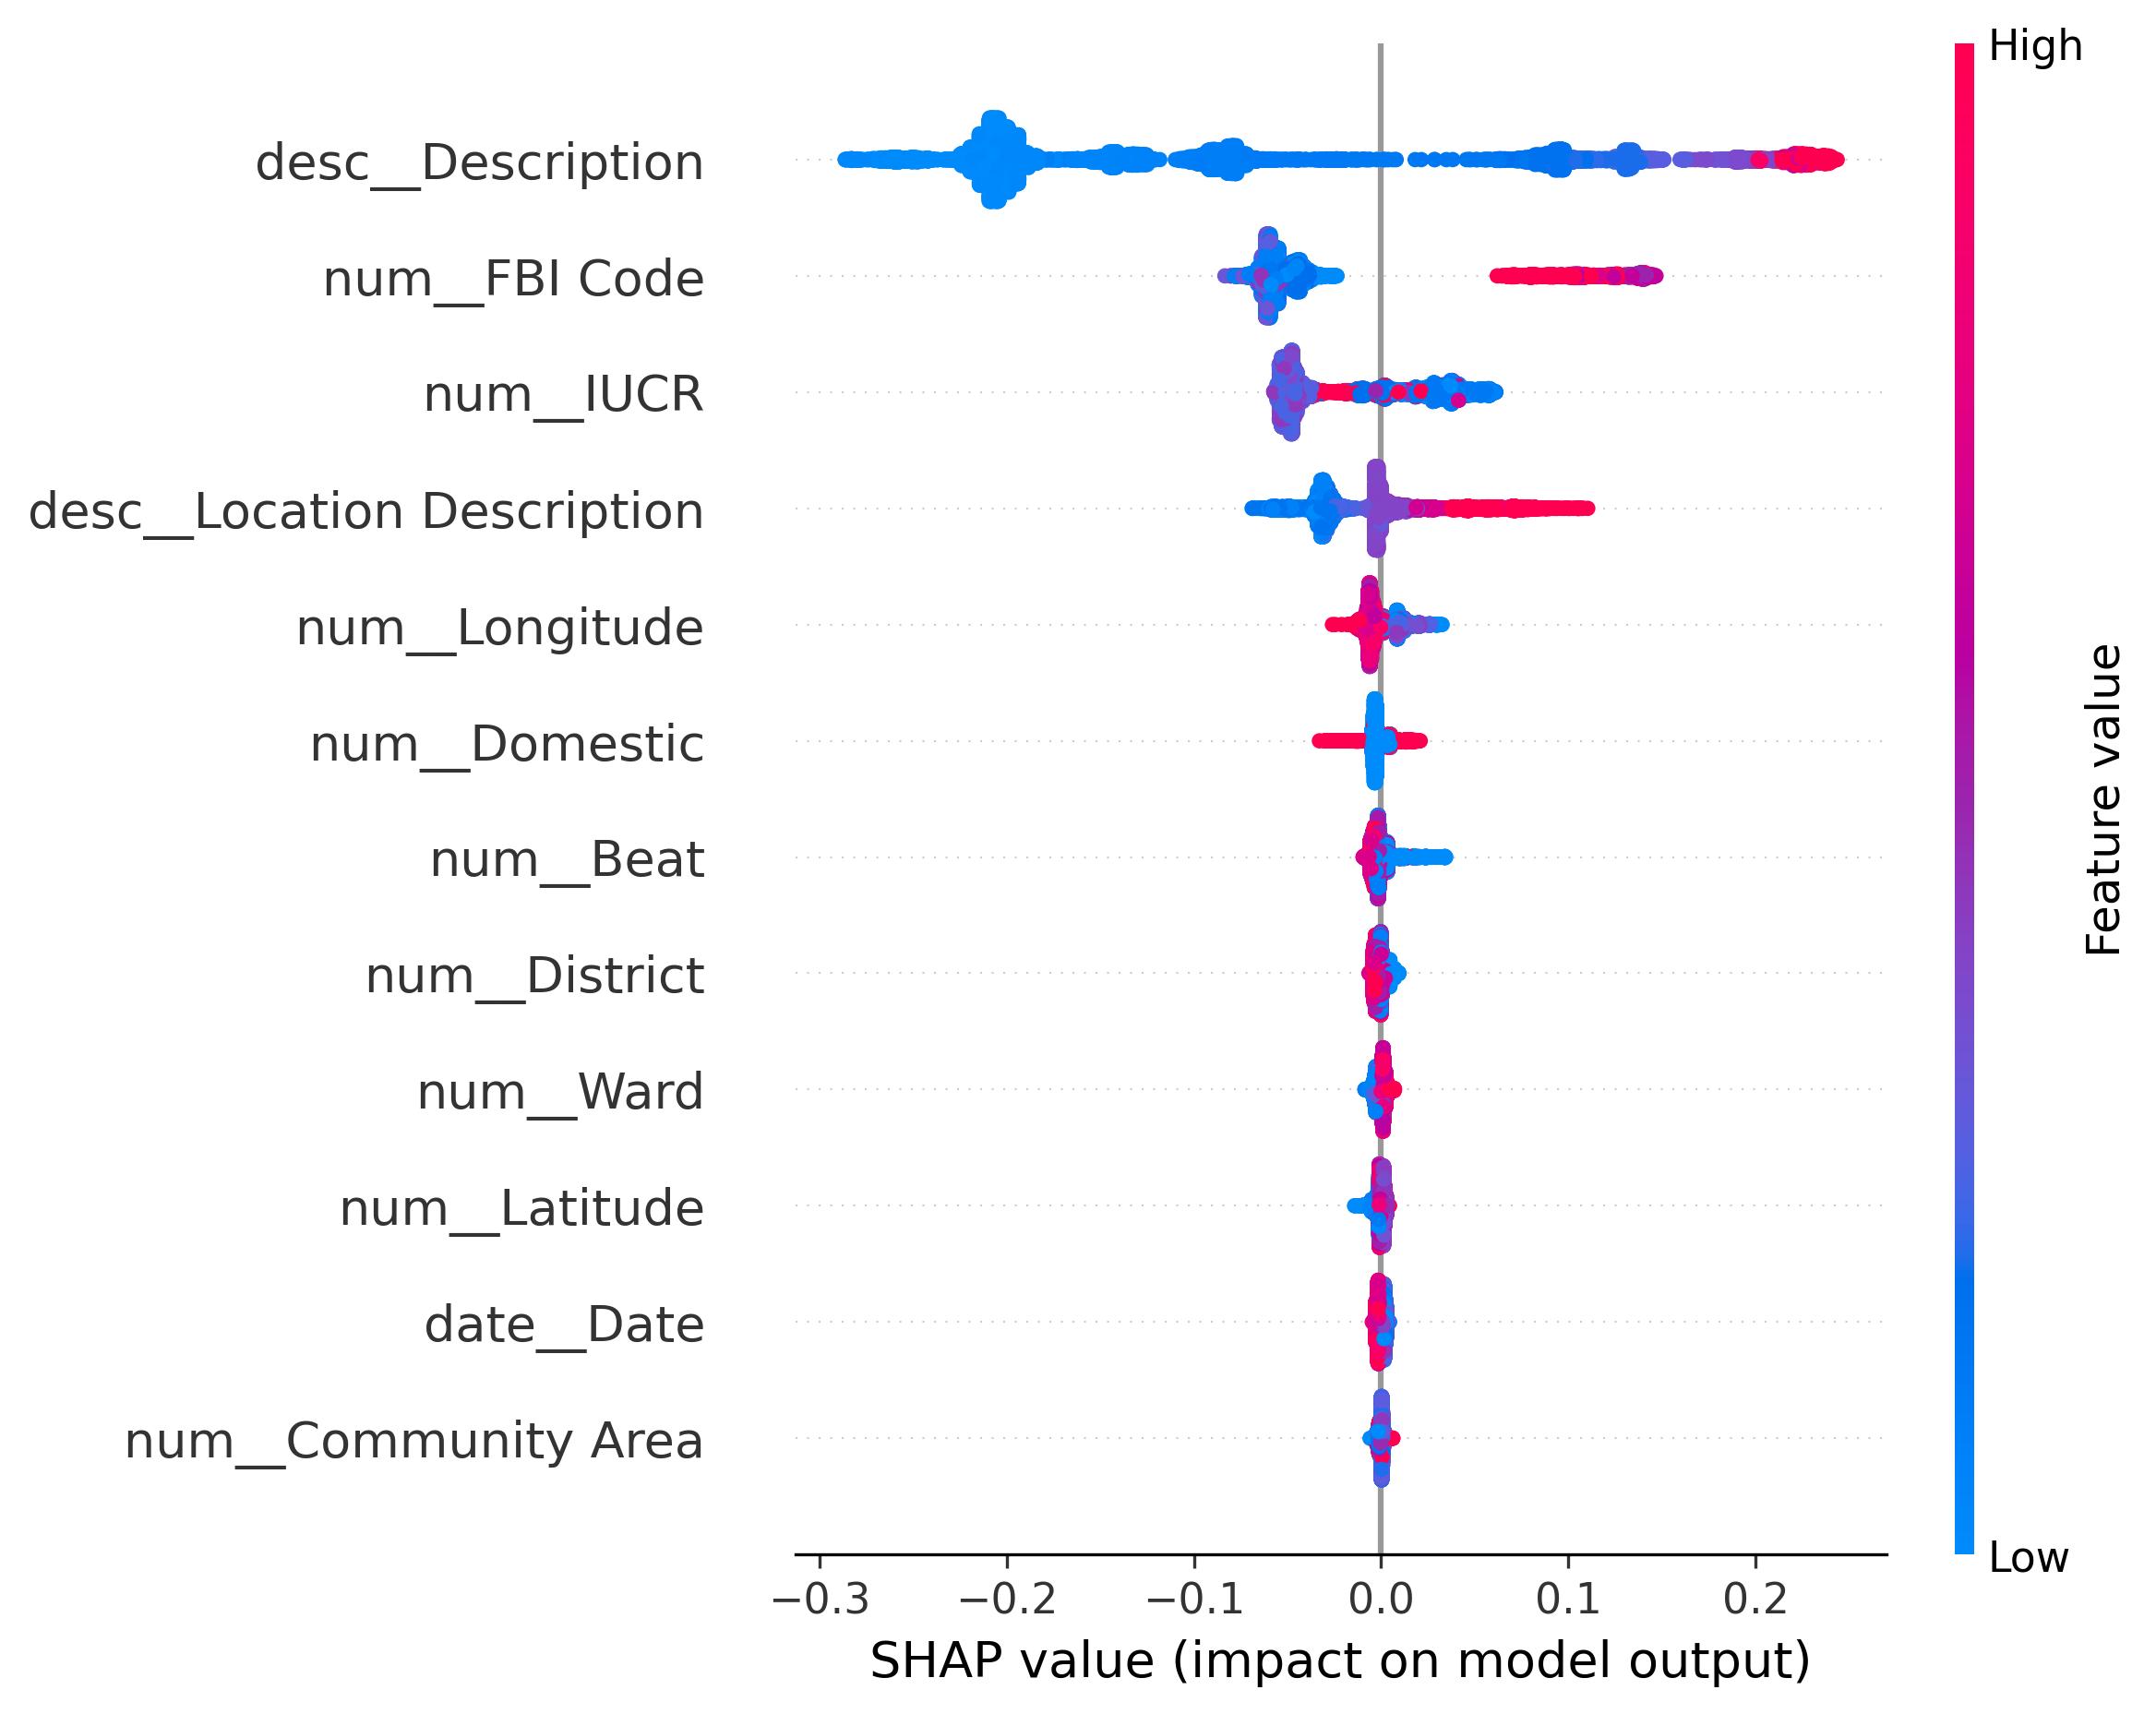 High
desc__Description
num__FBI Code
num__IUCR
desc__Location Description
num__Longitude
num__Domestic
num__Beat
num__District
num__Ward
num__Latitude
date__Date
num__Community Area
Feature value
Low
−0.3 −0.2 −0.1 0.0 0.1 0.2
SHAP value (impact on model output)